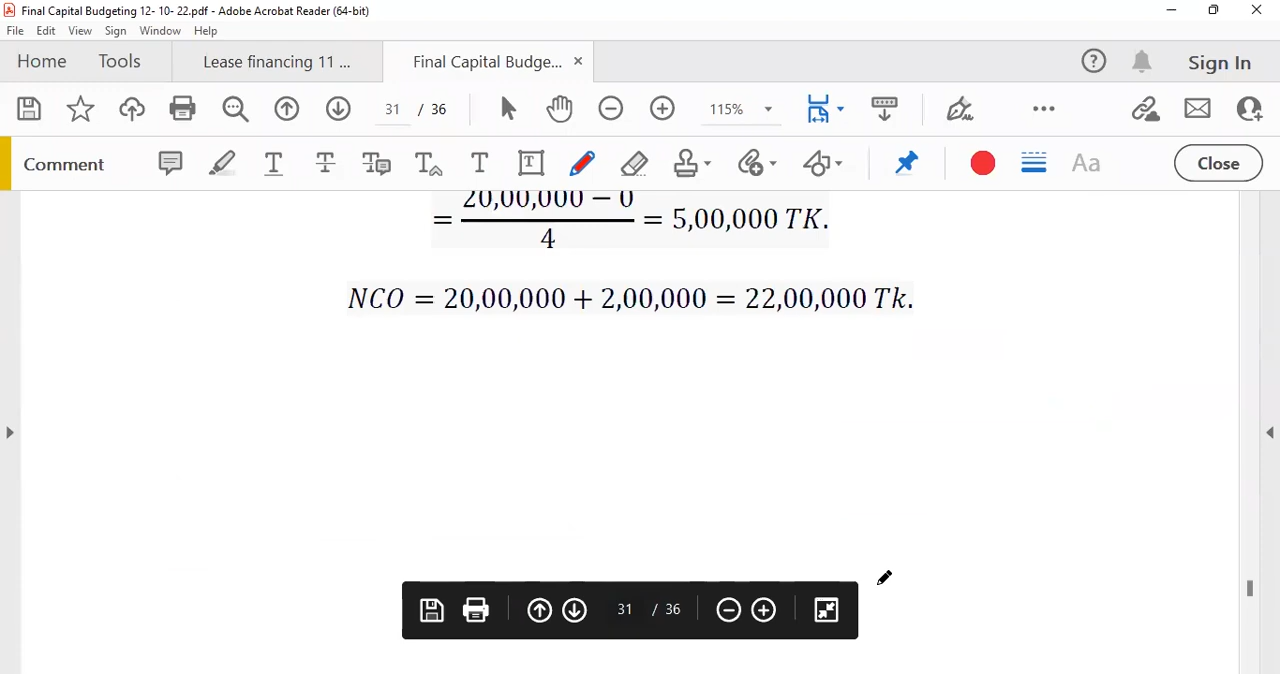 Final Capital Budgeting 12- 10- 22.pdf - Adobe Acrobat Reader (64-bit)
File Edit View Sign Window Help
Home Tools Lease financing 11 ... Final Capital Budge... × Sign In
31 / 36 115%
Comment Aa Close
= 20,00,000 − 0 / 4 = 5,00,000 TK.
NCO = 20,00,000 + 2,00,000 = 22,00,000 Tk.
31 / 36